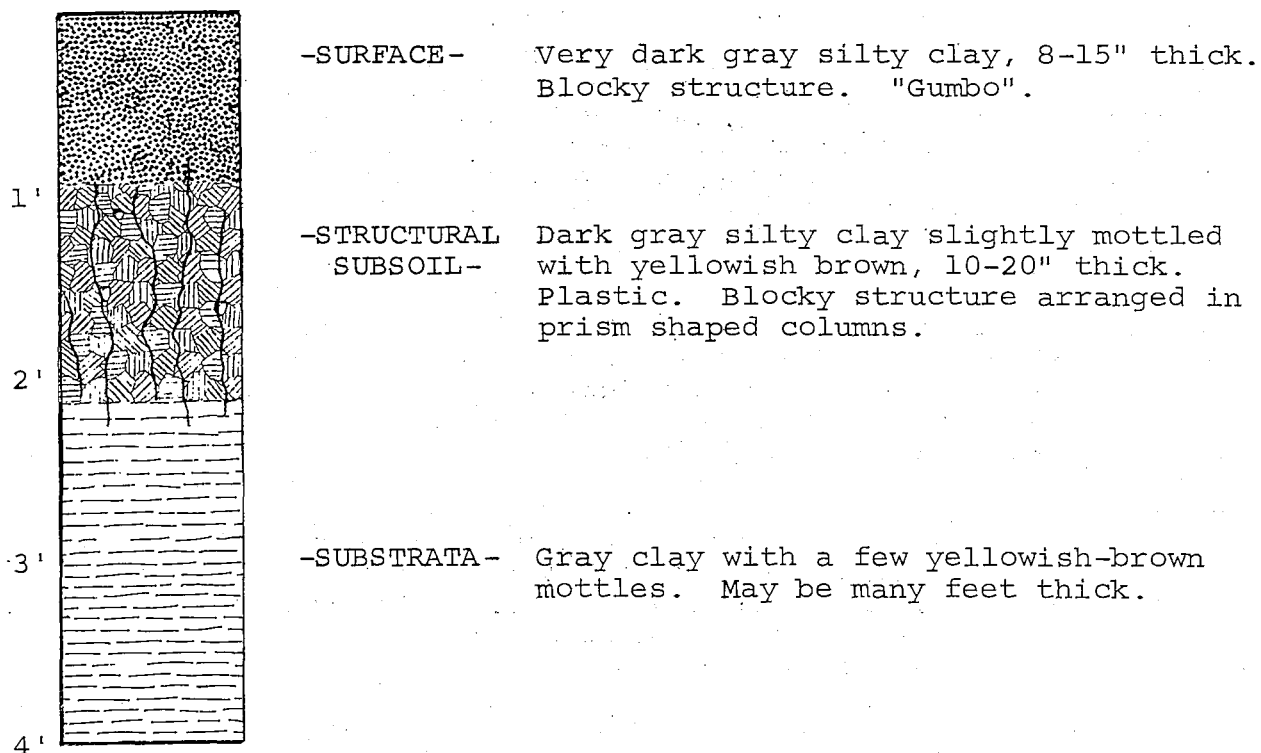 -SURFACE- Very dark gray silty clay, 8-15" thick.
Blocky structure. "Gumbo".
1'
-STRUCTURAL Dark gray silty clay slightly mottled
SUBSOIL- with yellowish brown, 10-20" thick.
Plastic. Blocky structure arranged in
prism shaped columns.
2'
3'
-SUBSTRATA- Gray clay with a few yellowish-brown
mottles. May be many feet thick.
4'